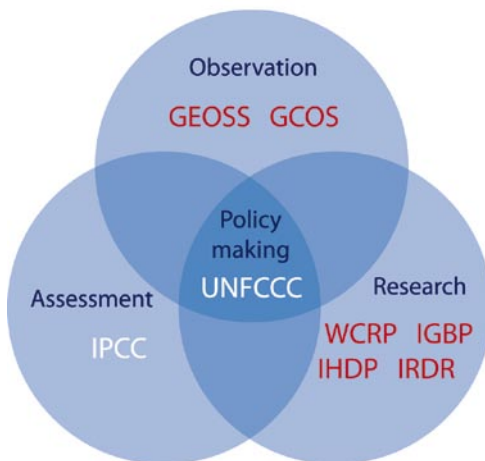 Observation
GEOSS GCOS
Policy
making
UNFCCC
Assessment
IPCC
Research
WCRP IGBP
IHDP IRDR